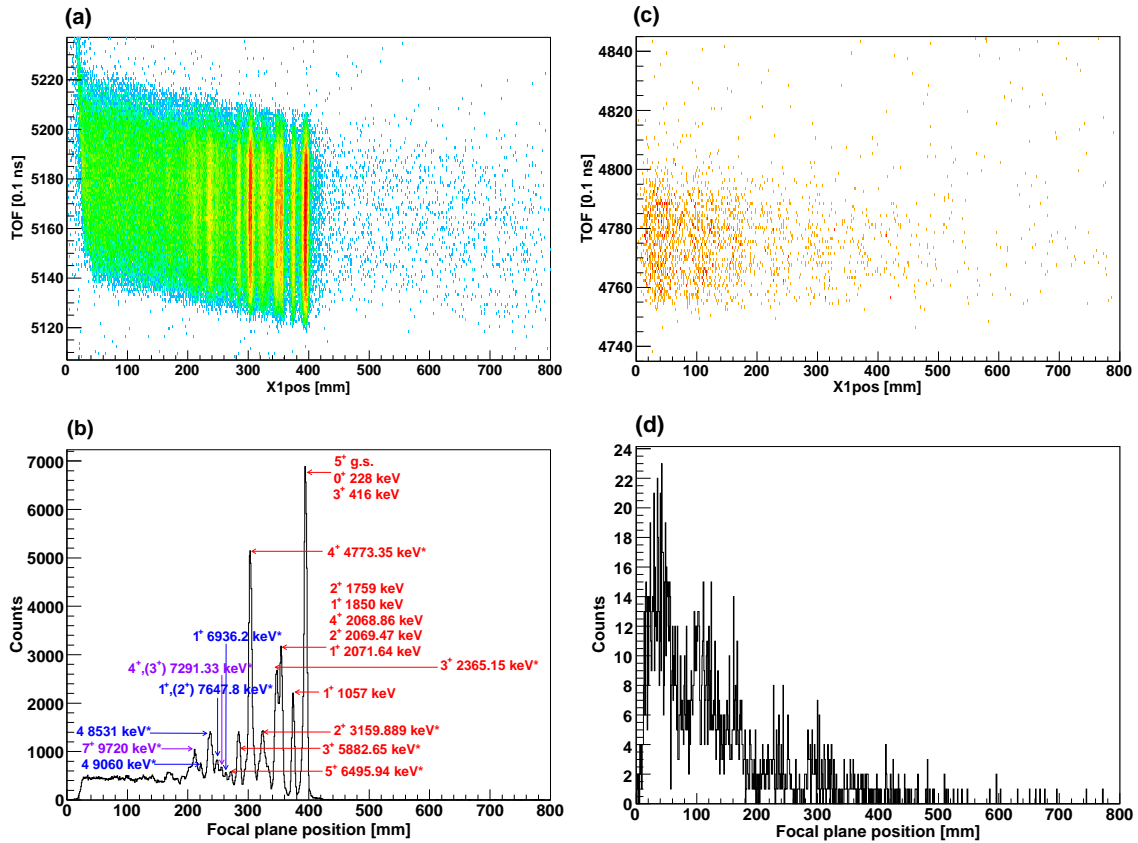 (a)
TOF [0.1 ns]
5220
5200
5180
5160
5140
5120
0 100 200 300 400 500 600 700 800
X1pos [mm]
(c)
TOF [0.1 ns]
4840
4820
4800
4780
4760
4740
0 100 200 300 400 500 600 700 800
X1pos [mm]
(b)
Counts
7000
6000
5000
4000
3000
2000
1000
0
5⁺ g.s.
0⁺ 228 keV
3⁺ 416 keV
4⁺ 4773.35 keV*
2⁺ 1759 keV
1⁺ 1850 keV
4⁺ 2068.86 keV
2⁺ 2069.47 keV
1⁺ 2071.64 keV
1⁺ 6936.2 keV*
4⁺,(3⁺) 7291.33 keV*
3⁺ 2365.15 keV*
1⁺,(2⁺) 7647.8 keV*
1⁺ 1057 keV
4 8531 keV*
2⁺ 3159.889 keV*
7⁺ 9720 keV*
3⁺ 5882.65 keV*
4 9060 keV*
5⁺ 6495.94 keV*
0 100 200 300 400 500 600 700 800
Focal plane position [mm]
(d)
Counts
24
22
20
18
16
14
12
10
8
6
4
2
0
0 100 200 300 400 500 600 700 800
Focal plane position [mm]